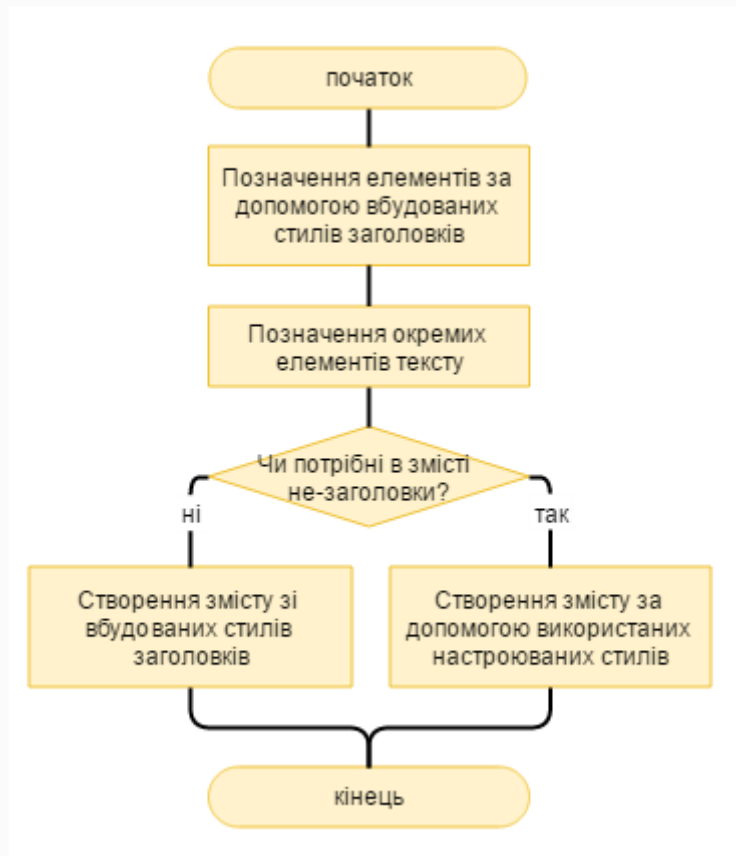 початок
Позначення елементів за
допомогою вбудованих
стилів заголовків
Позначення окремих
елементів тексту
Чи потрібні в змісті
не-заголовки?
ні
так
Створення змісту зі
вбудованих стилів
заголовків
Створення змісту за
допомогою використаних
настроюваних стилів
кінець